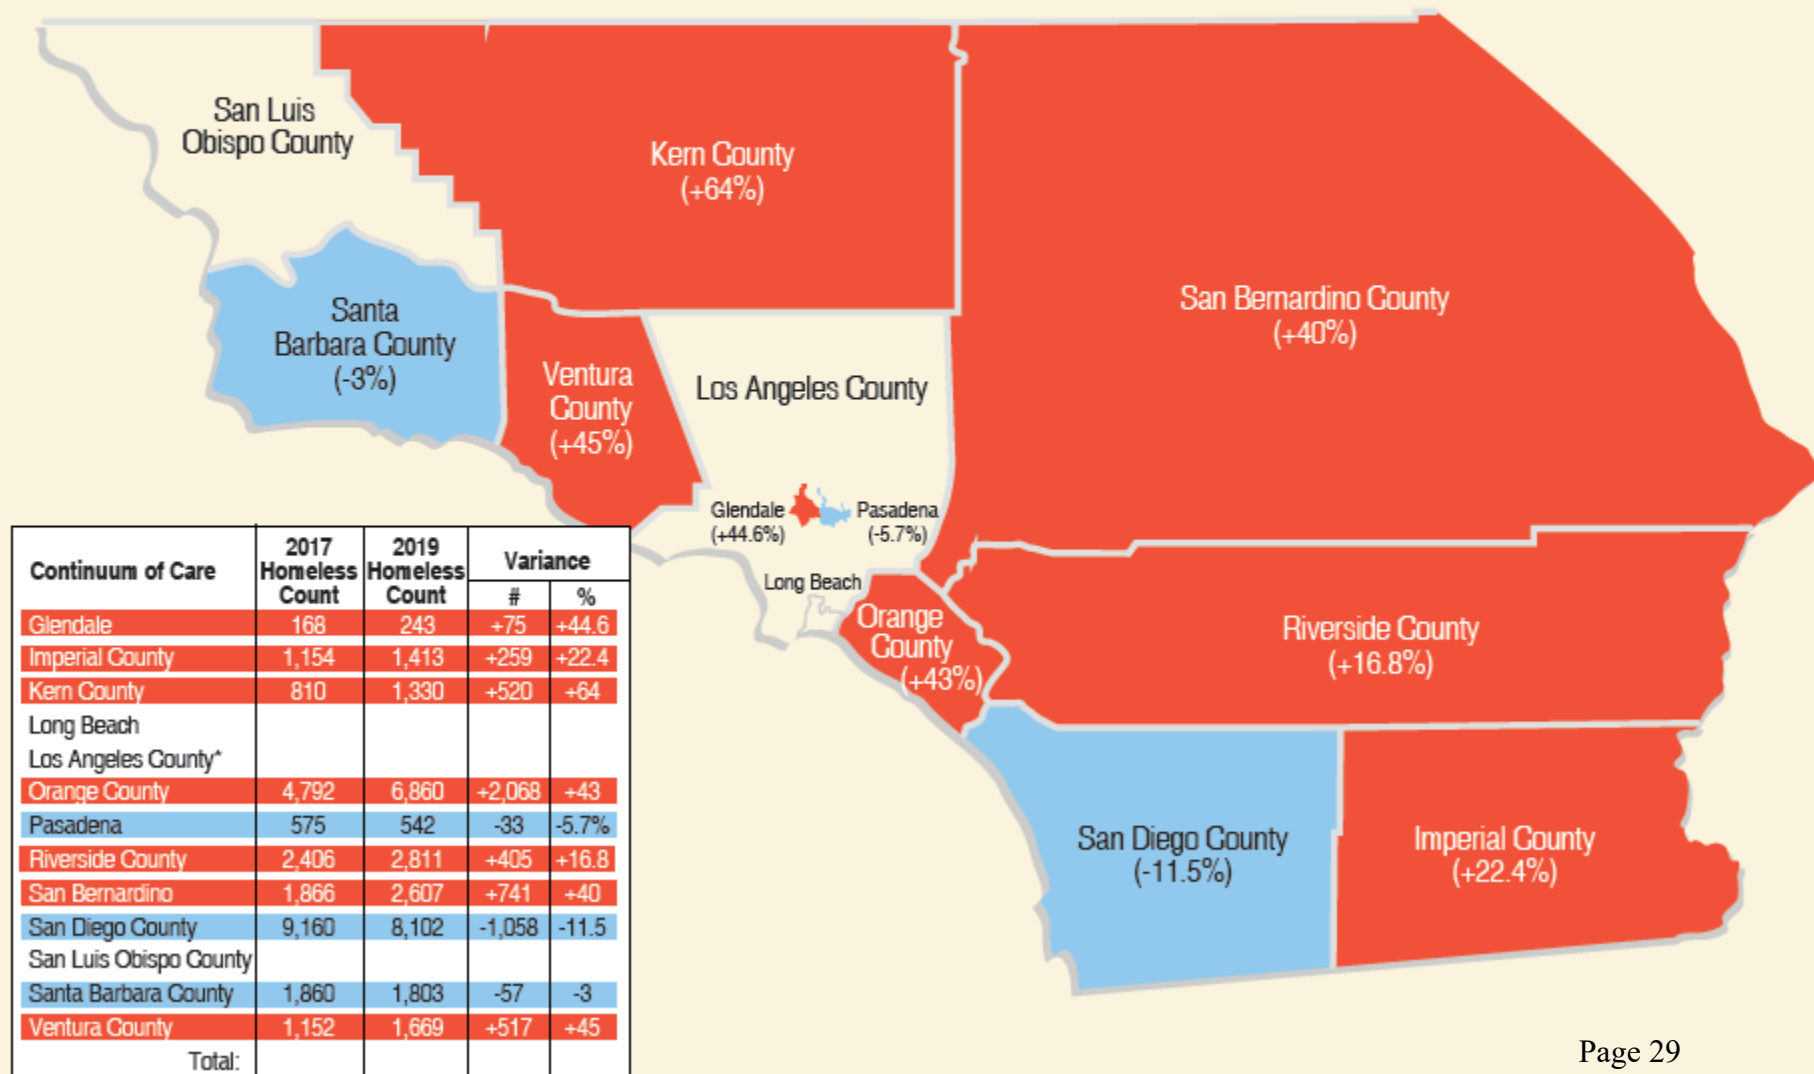 San Luis
Obispo County
Kern County
(+64%)
San Bernardino County
(+40%)
Santa
Barbara County
(-3%)
Ventura
County
(+45%)
Los Angeles County
Glendale
(+44.6%)
Pasadena
(-5.7%)
Long Beach
Orange
County
(+43%)
Riverside County
(+16.8%)
San Diego County
(-11.5%)
Imperial County
(+22.4%)
Continuum of Care 2017 Homeless Count 2019 Homeless Count Variance
# %
Glendale 168 243 +75 +44.6
Imperial County 1,154 1,413 +259 +22.4
Kern County 810 1,330 +520 +64
Long Beach
Los Angeles County*
Orange County 4,792 6,860 +2,068 +43
Pasadena 575 542 -33 -5.7%
Riverside County 2,406 2,811 +405 +16.8
San Bernardino 1,866 2,607 +741 +40
San Diego County 9,160 8,102 -1,058 -11.5
San Luis Obispo County
Santa Barbara County 1,860 1,803 -57 -3
Ventura County 1,152 1,669 +517 +45
Total:
Page 29